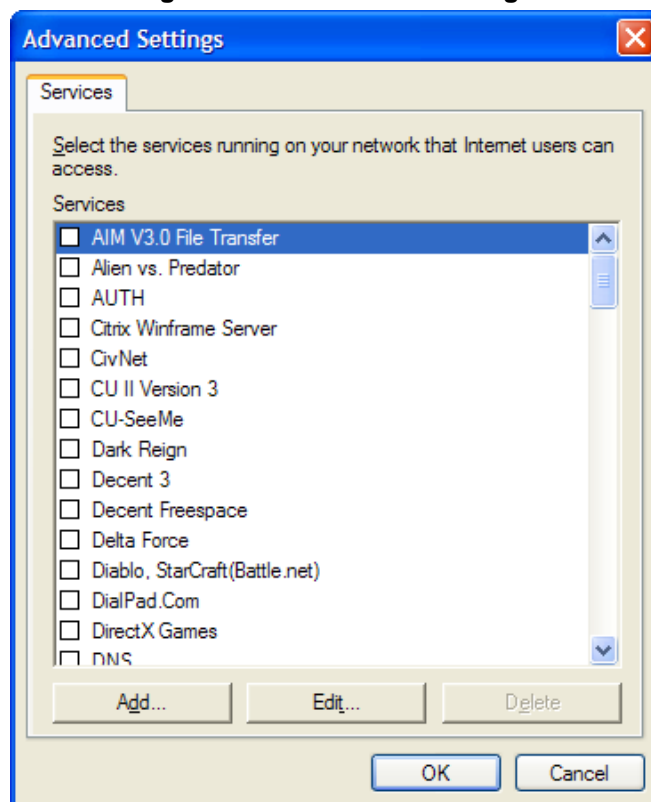 Advanced Settings
Services
Select the services running on your network that Internet users can
access.
Services
AIM V3.0 File Transfer
Alien vs. Predator
AUTH
Citrix Winframe Server
CivNet
CU II Version 3
CU-SeeMe
Dark Reign
Decent 3
Decent Freespace
Delta Force
Diablo, StarCraft(Battle.net)
DialPad.Com
DirectX Games
DNS
Add... Edit... Delete
OK Cancel